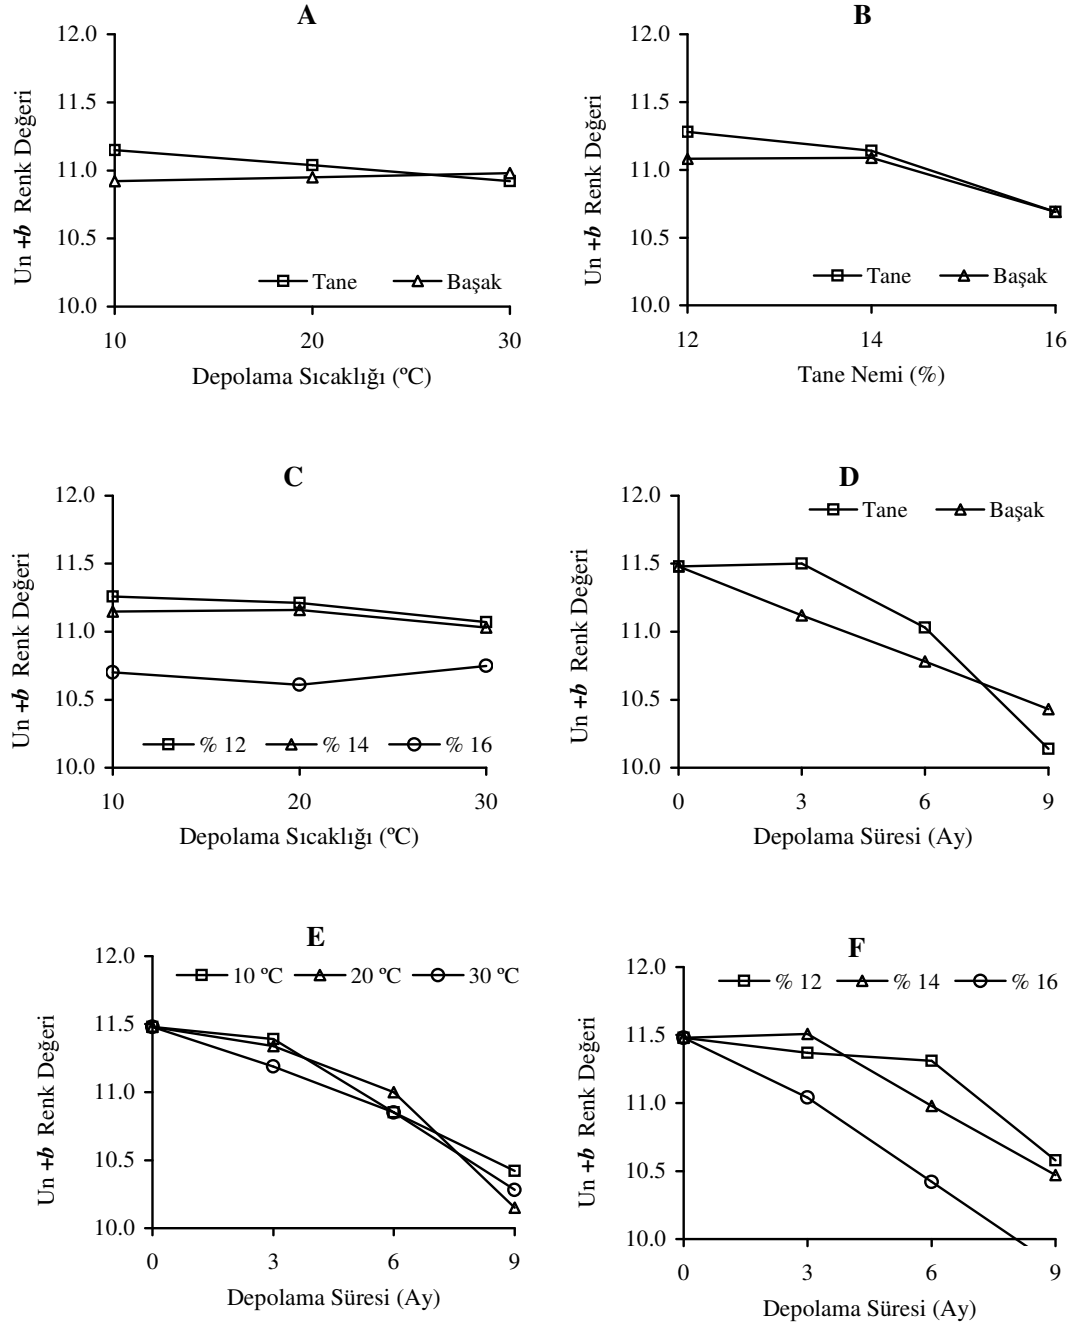 A
12.0
11.5
11.0
10.5
10.0
Un +b Renk Değeri
Tane Başak
10 20 30
Depolama Sıcaklığı (ºC)
B
12.0
11.5
11.0
10.5
10.0
Un +b Renk Değeri
Tane Başak
12 14 16
Tane Nemi (%)
C
12.0
11.5
11.0
10.5
10.0
Un +b Renk Değeri
% 12 % 14 % 16
10 20 30
Depolama Sıcaklığı (ºC)
D
12.0
11.5
11.0
10.5
10.0
Un +b Renk Değeri
Tane Başak
0 3 6 9
Depolama Süresi (Ay)
E
12.0
11.5
11.0
10.5
10.0
Un +b Renk Değeri
10 ºC 20 ºC 30 ºC
0 3 6 9
Depolama Süresi (Ay)
F
12.0
11.5
11.0
10.5
10.0
Un +b Renk Değeri
% 12 % 14 % 16
0 3 6 9
Depolama Süresi (Ay)